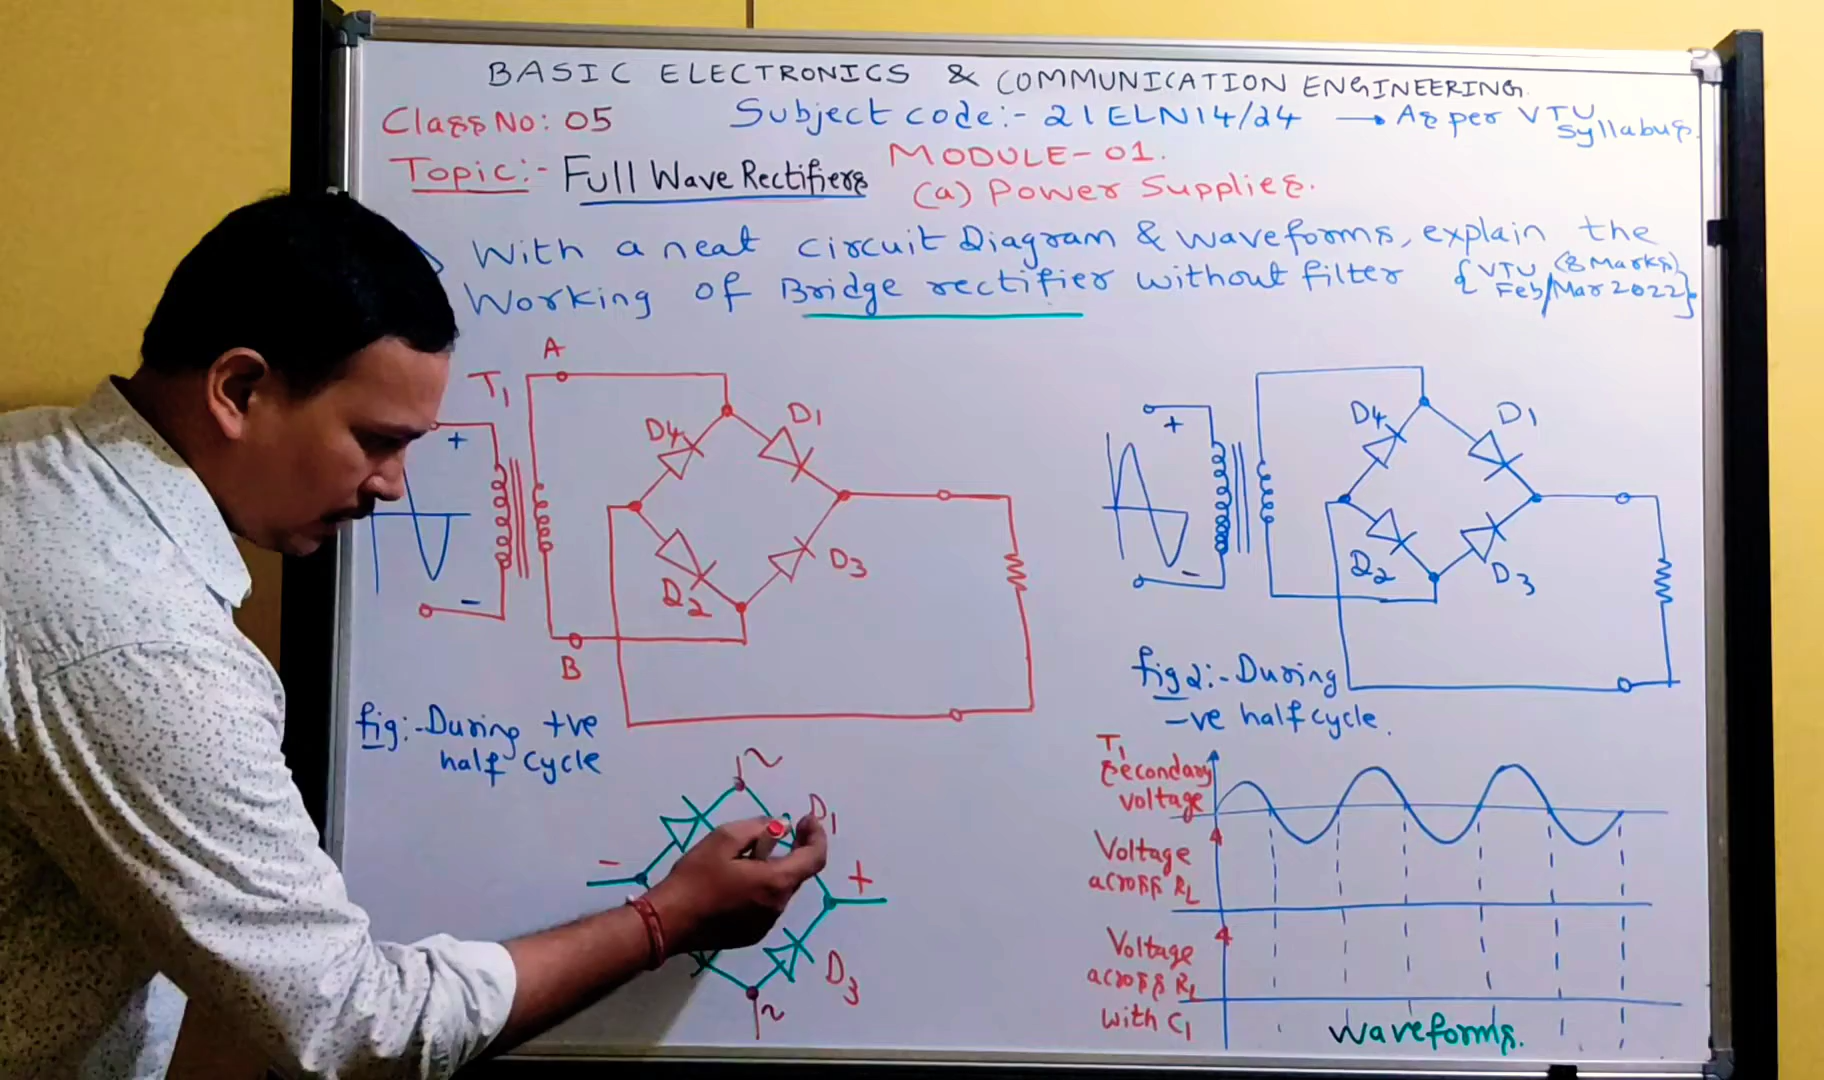 BASIC ELECTRONICS & COMMUNICATION ENGINEERING.
Class No: 05 Subject code:- 21ELN14/24 → As per VTU Syllabus.
Topic:- Full Wave Rectifiers MODULE-01.
(a) Power Supplies.
With a neat circuit Diagram & waveforms, explain the
Working of Bridge rectifier without filter {VTU (8 Marks) Feb/Mar 2022}
A
T1
+
-
D4
D1
D2
D3
B
fig:- During +ve
half cycle
+
-
D4
D1
D2
D3
fig 2:- During
-ve half cycle.
~
D1
-
+
D3
~
T1
Secondary
voltage
Voltage
across RL
Voltage
across RL
with C1
Waveforms.